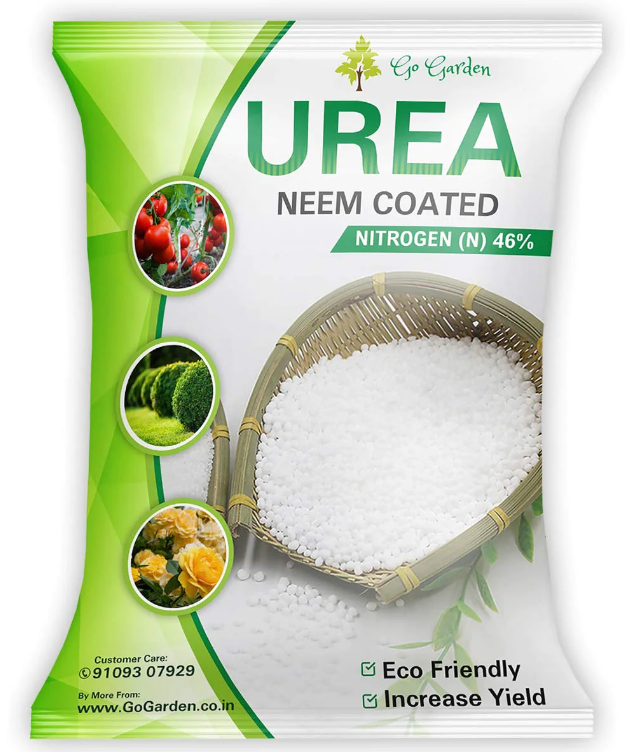 Go Garden
UREA
NEEM COATED
NITROGEN (N) 46%
Customer Care:
91093 07929
By More From:
www.GoGarden.co.in
Eco Friendly
Increase Yield